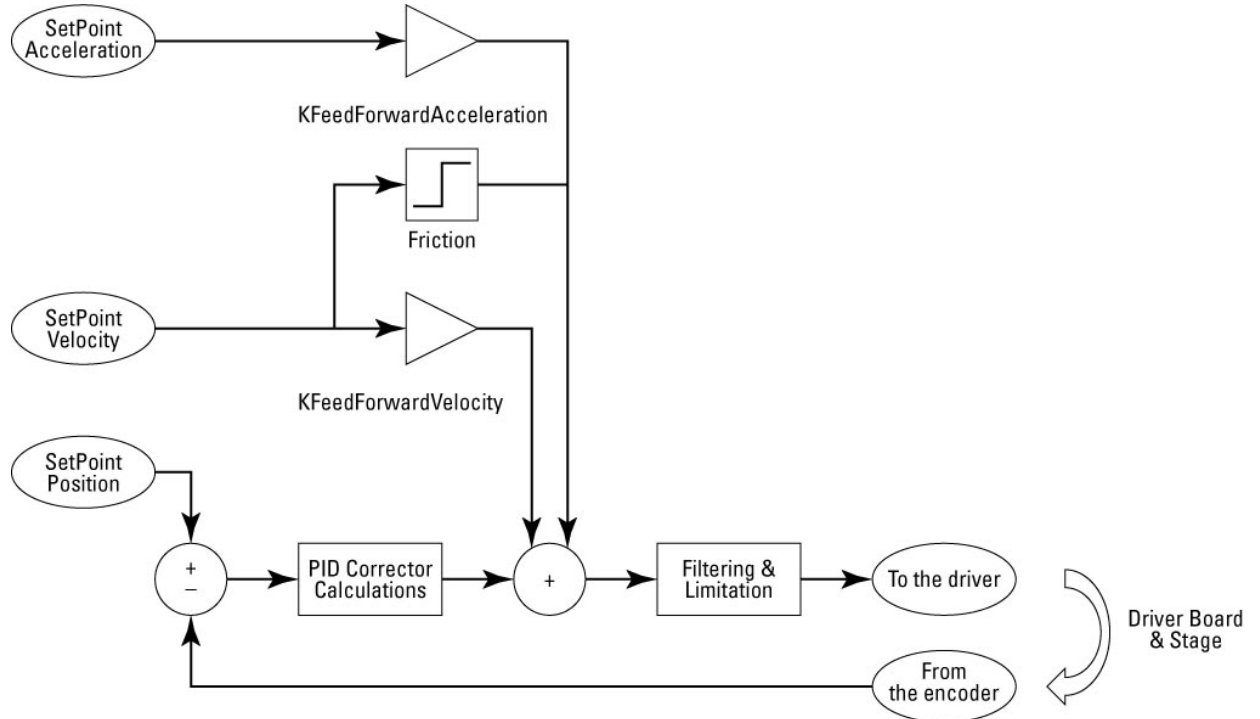 SetPoint
Acceleration
KFeedForwardAcceleration
Friction
SetPoint
Velocity
KFeedForwardVelocity
SetPoint
Position
+
–
PID Corrector
Calculations
+
Filtering &
Limitation
To the driver
Driver Board
& Stage
From
the encoder